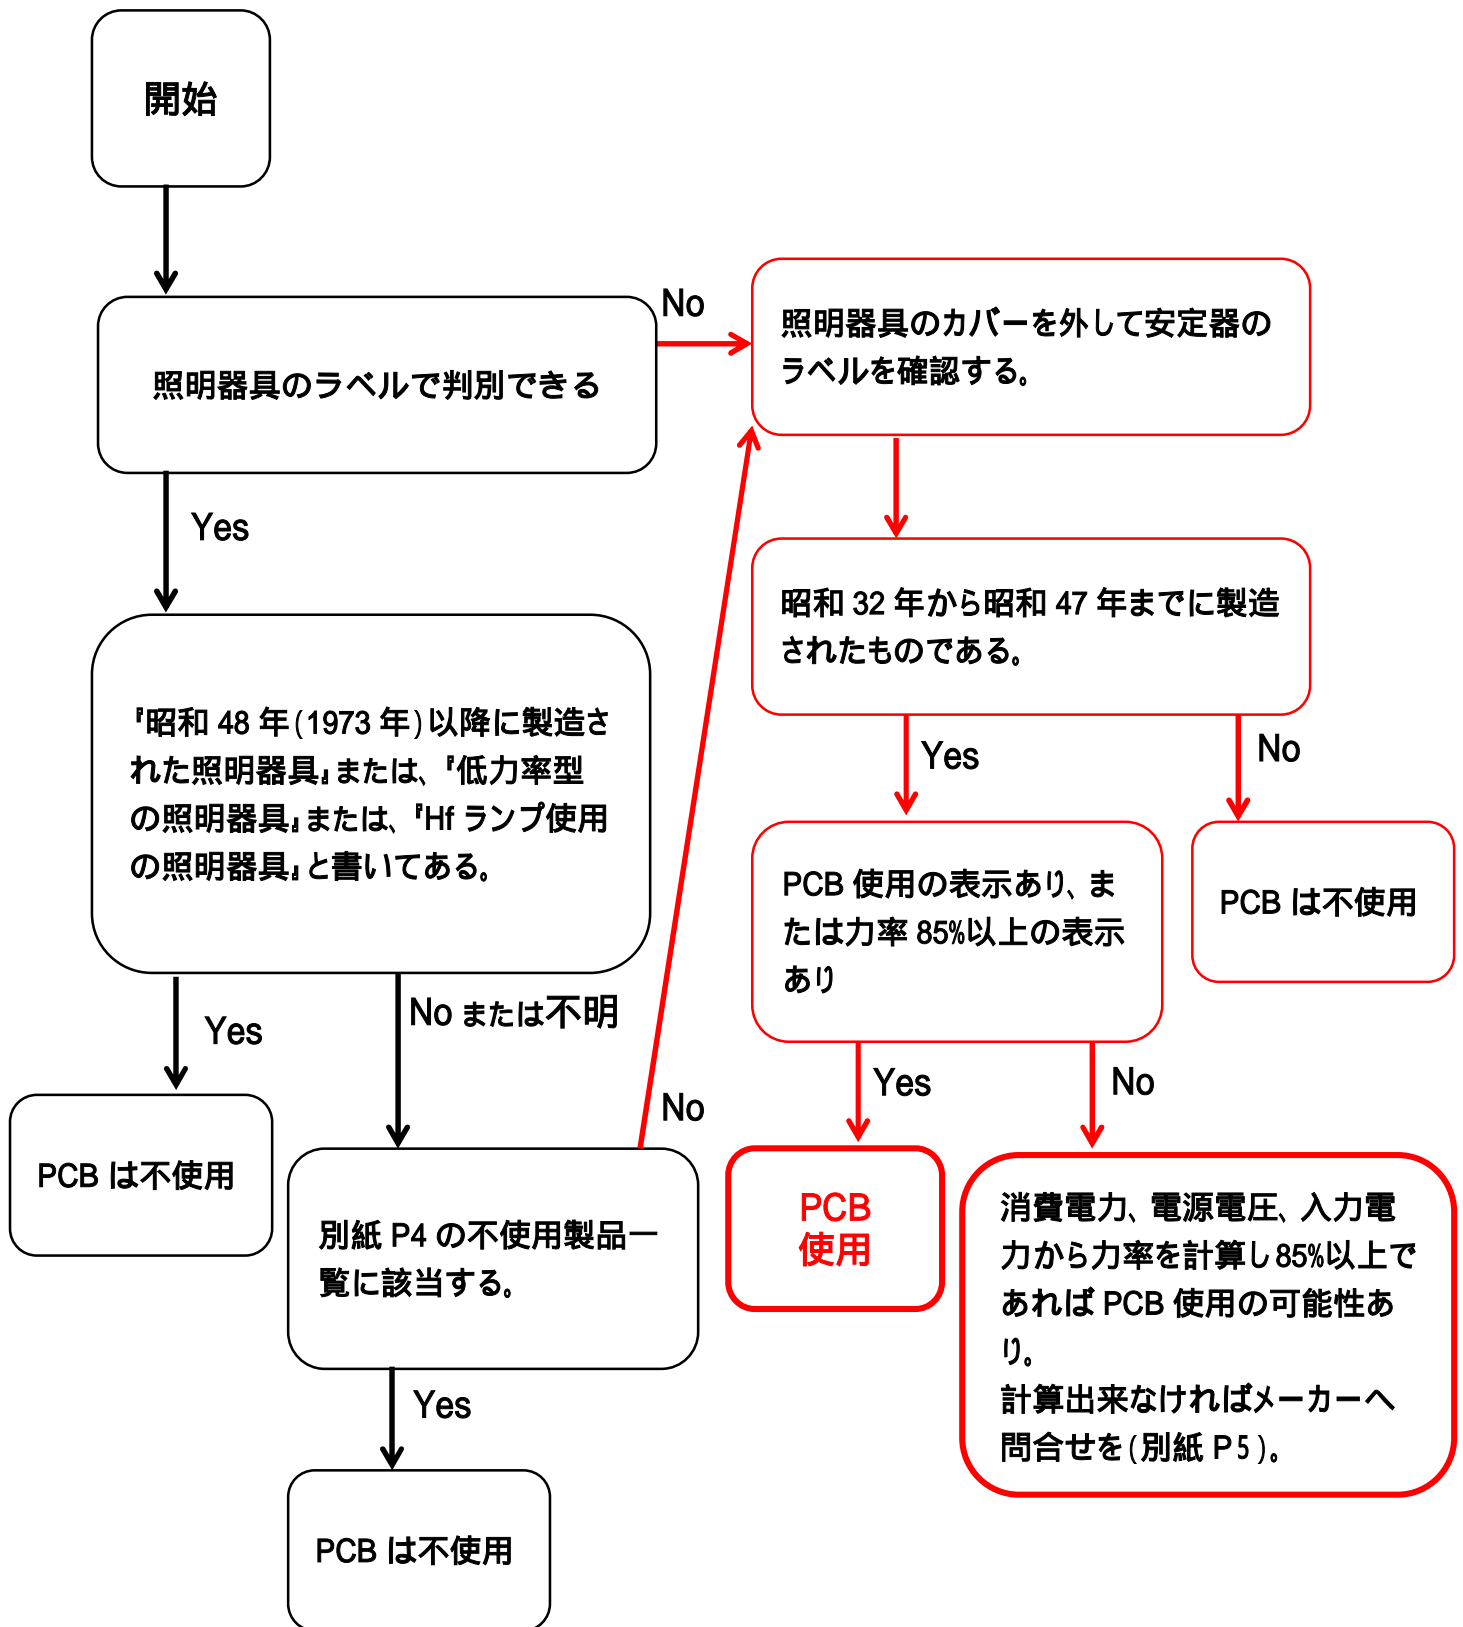 開始
照明器具のラベルで判別できる
No
照明器具のカバーを外して安定器の
ラベルを確認する。
Yes
『昭和 48 年(1973 年)以降に製造さ
れた照明器具』または、『低力率型
の照明器具』または、『Hf ランプ使用
の照明器具』と書いてある。
昭和 32 年から昭和 47 年までに製造
されたものである。
Yes
No
PCB 使用の表示あり、ま
たは力率 85%以上の表示
あり
PCB は不使用
Yes
No または不明
PCB は不使用
別紙 P4 の不使用製品一
覧に該当する。
No
Yes
No
PCB
使用
消費電力、電源電圧、入力電
力から力率を計算し 85%以上で
あれば PCB 使用の可能性あ
り。
計算出来なければメーカーへ
問合せを(別紙 P5)。
Yes
PCB は不使用